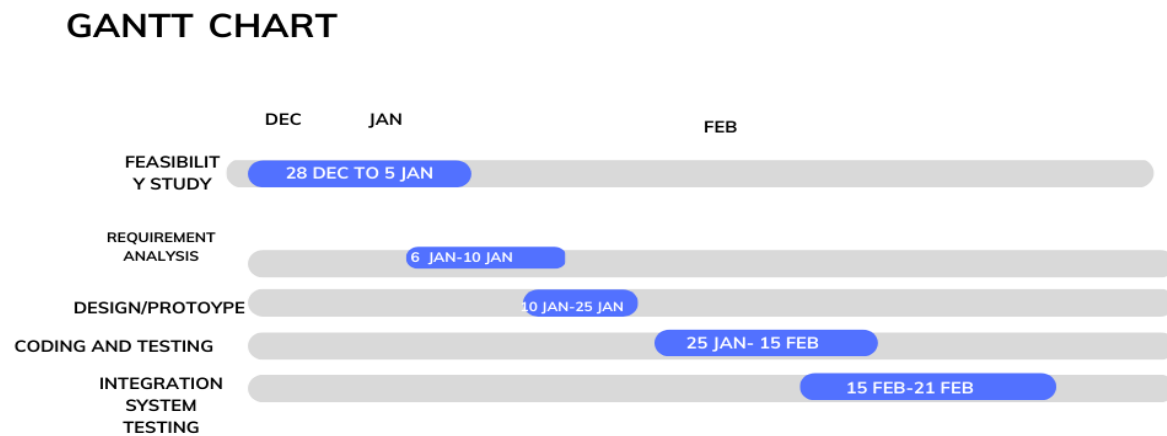 GANTT CHART
DEC
JAN
FEB
FEASIBILIT
Y STUDY
28 DEC TO 5 JAN
REQUIREMENT
ANALYSIS
6 JAN-10 JAN
DESIGN/PROTOYPE
10 JAN-25 JAN
CODING AND TESTING
25 JAN- 15 FEB
INTEGRATION
SYSTEM
TESTING
15 FEB-21 FEB